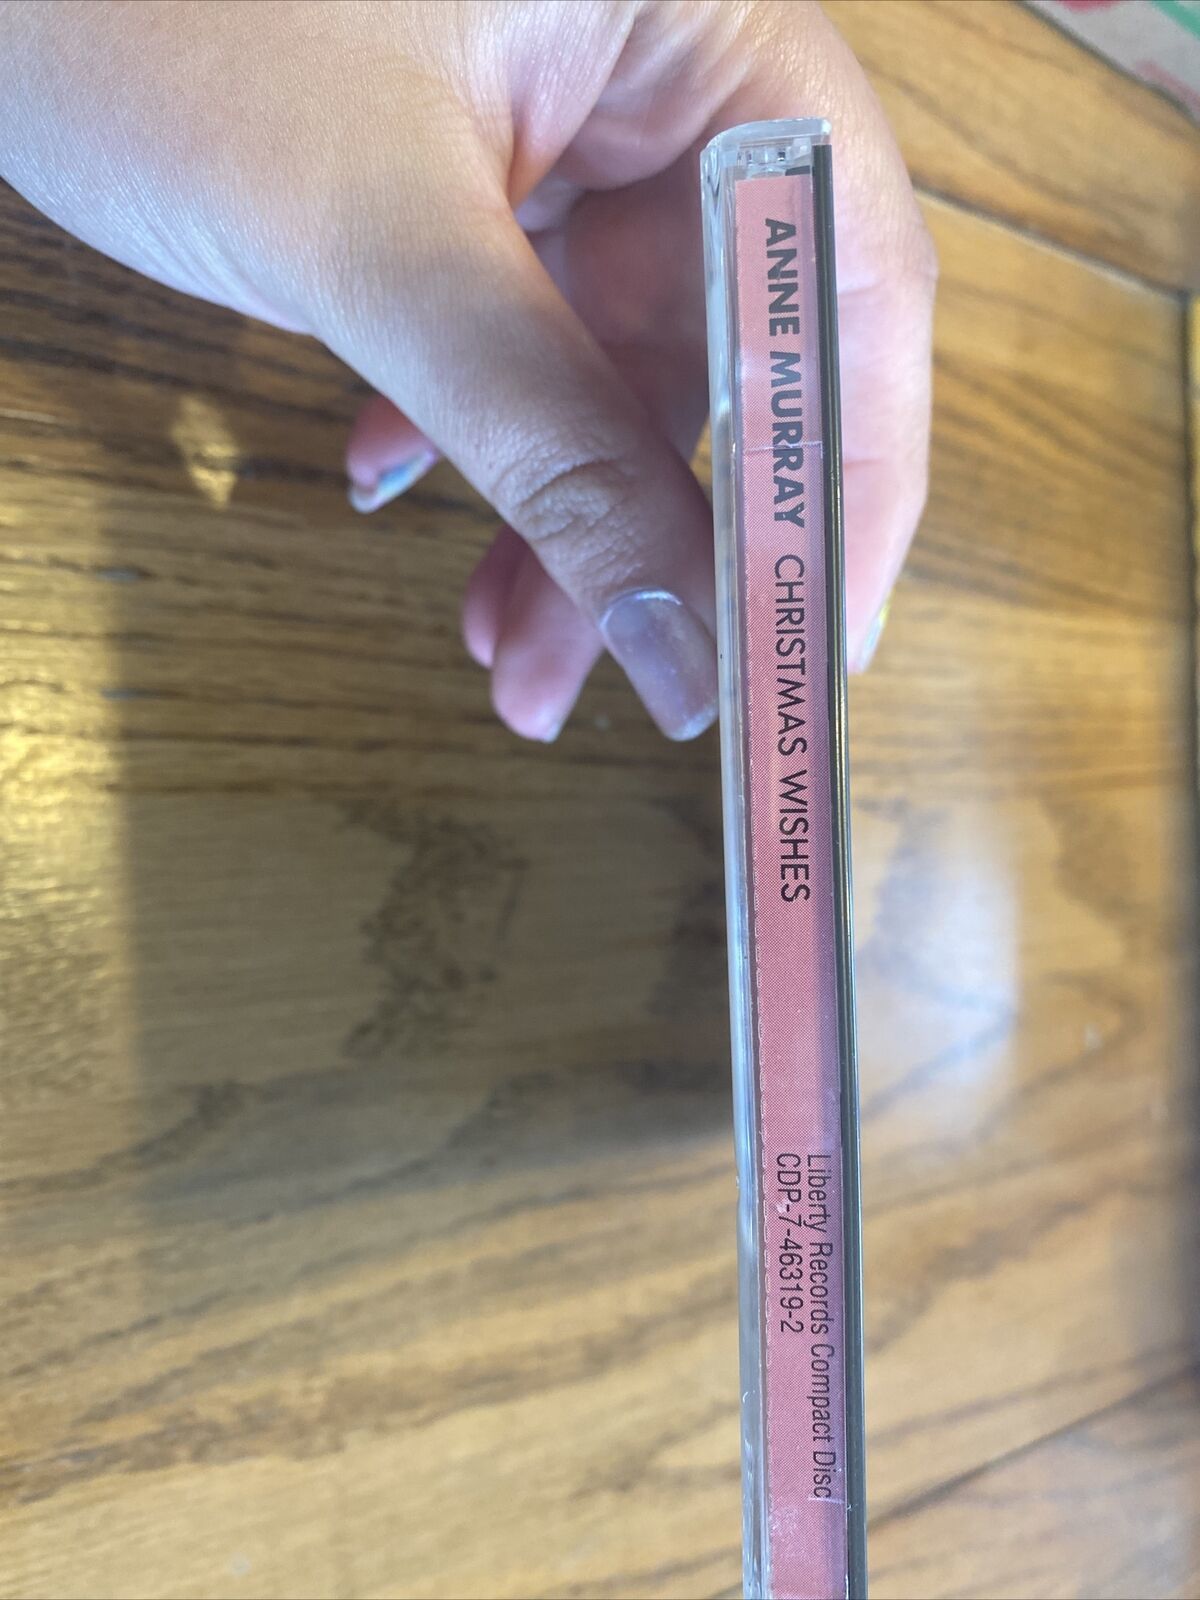 ANNE MURRAY CHRISTMAS WISHES
Liberty Records Compact Disc
CDP-7-46319-2